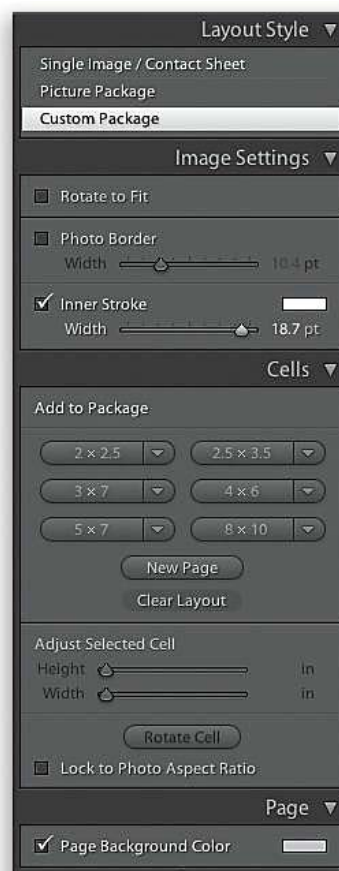 Layout Style
Single Image / Contact Sheet
Picture Package
Custom Package
Image Settings
Rotate to Fit
Photo Border
Width 10.4 pt
Inner Stroke
Width 18.7 pt
Cells
Add to Package
2 × 2.5 2.5 × 3.5
3 × 7 4 × 6
5 × 7 8 × 10
New Page
Clear Layout
Adjust Selected Cell
Height in
Width in
Rotate Cell
Lock to Photo Aspect Ratio
Page
Page Background Color